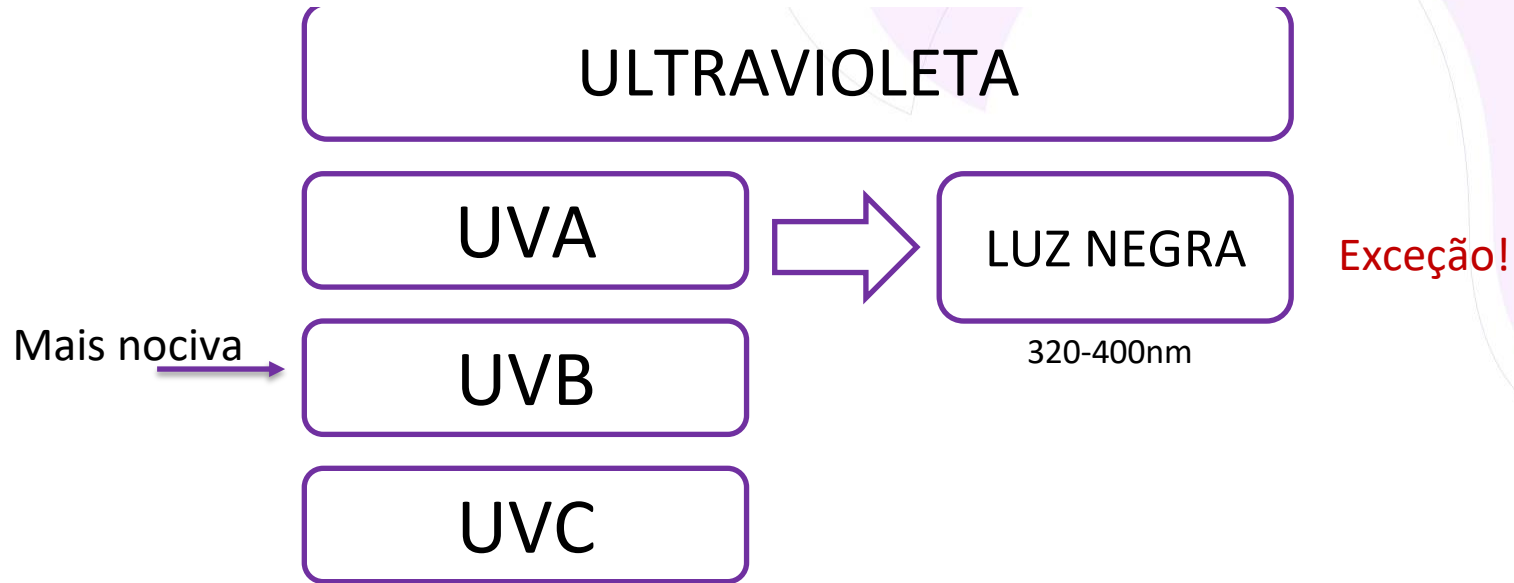 ULTRAVIOLETA
UVA
LUZ NEGRA
Exceção!
Mais nociva
320-400nm
UVB
UVC